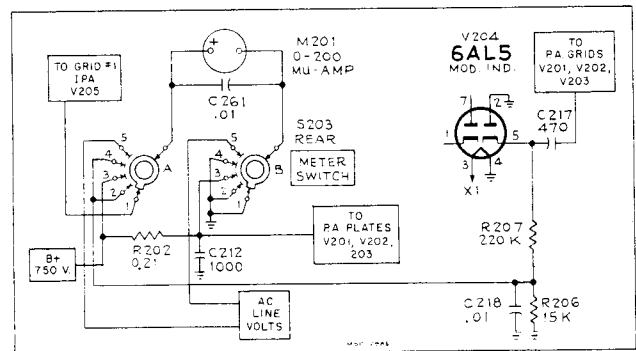 TO GRID #1
IPA
V205
+
M201
0-200
MU-AMP
C261
.01
V204
6AL5
MOD. IND.
TO
P.A. GRIDS
V201, V202,
V203
7
2
1
5
3
4
X1
C217
470
S203
REAR
METER
SWITCH
5
4
3
2
1
A
5
4
3
2
1
B
B+
750 V.
R202
0.21
C212
1000
TO
P.A. PLATES
V201, V202,
203
R207
220 K
AC
LINE
VOLTS
C218
.01
R206
15 K